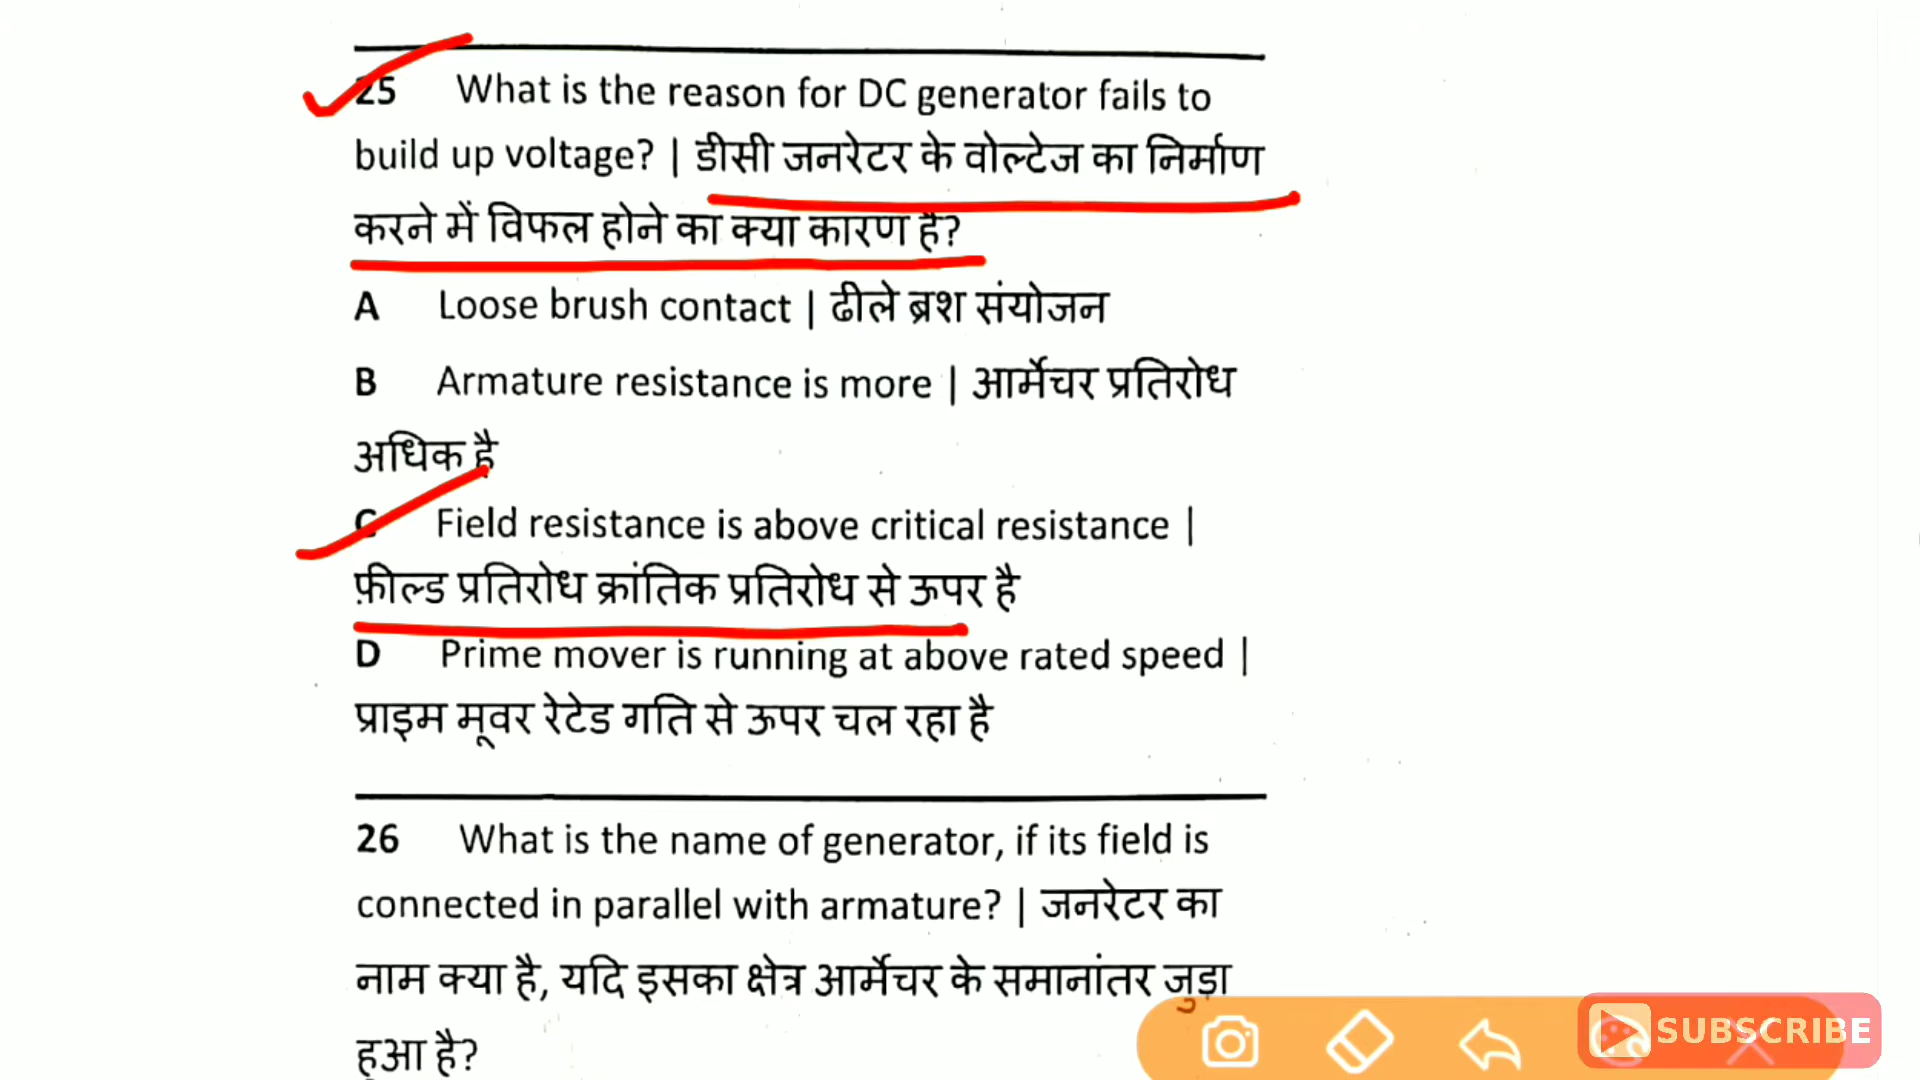 25 What is the reason for DC generator fails to
build up voltage? | डीसी जनरेटर के वोल्टेज का निर्माण
करने में विफल होने का क्या कारण है?
A Loose brush contact | ढीले ब्रश संयोजन
B Armature resistance is more | आर्मेचर प्रतिरोध
अधिक है
C Field resistance is above critical resistance |
फ़ील्ड प्रतिरोध क्रांतिक प्रतिरोध से ऊपर है
D Prime mover is running at above rated speed |
प्राइम मूवर रेटेड गति से ऊपर चल रहा है
26 What is the name of generator, if its field is
connected in parallel with armature? | जनरेटर का
नाम क्या है, यदि इसका क्षेत्र आर्मेचर के समानांतर जुड़ा
हुआ है?
SUBSCRIBE